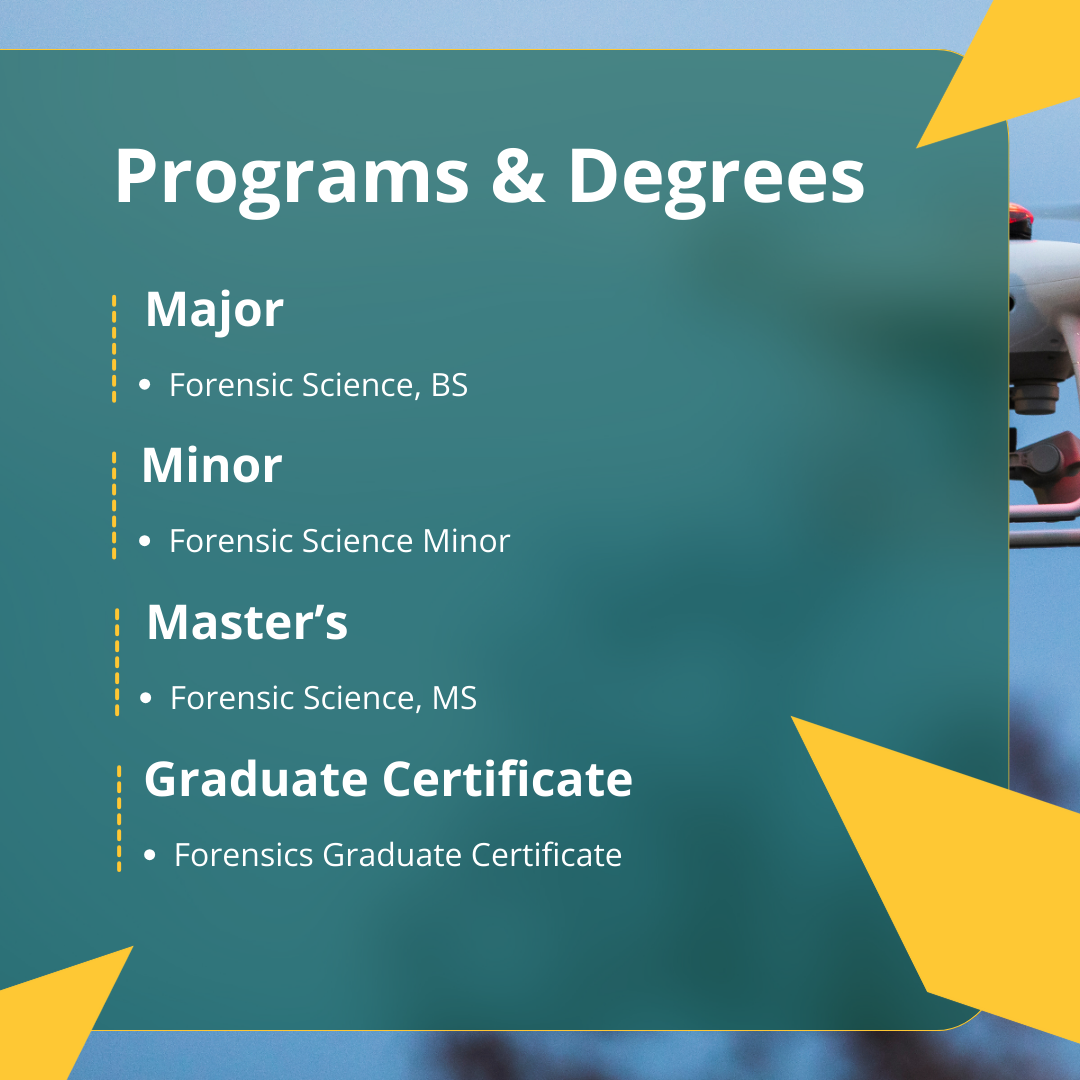 Programs & Degrees
Major
• Forensic Science, BS
Minor
• Forensic Science Minor
Master’s
• Forensic Science, MS
Graduate Certificate
• Forensics Graduate Certificate